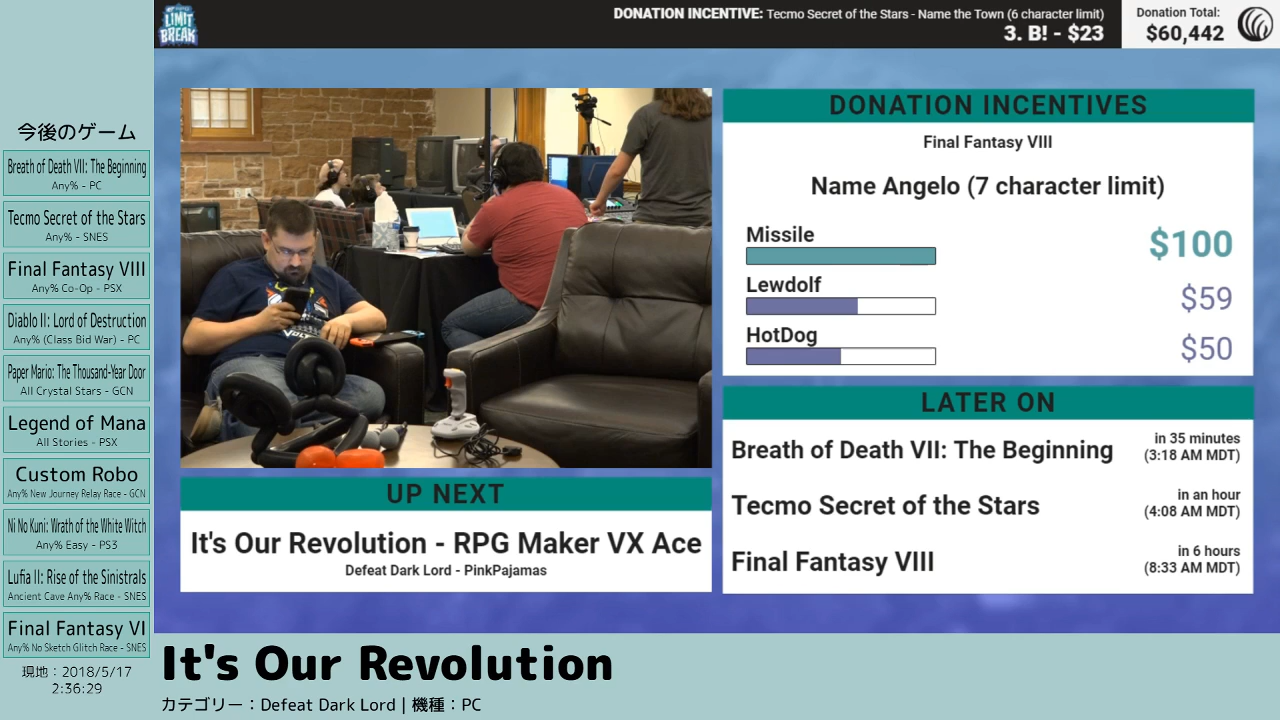 LIMIT
BREAK
DONATION INCENTIVE: Tecmo Secret of the Stars - Name the Town (6 character limit)
3. B! - $23
Donation Total:
$60,442
今後のゲーム
Breath of Death VII: The Beginning
Any% - PC
Tecmo Secret of the Stars
Any% - SNES
Final Fantasy VIII
Any% Co-Op - PSX
Diablo II: Lord of Destruction
Any% (Class Bid War) - PC
Paper Mario: The Thousand-Year Door
All Crystal Stars - GCN
Legend of Mana
All Stories - PSX
Custom Robo
Any% New Journey Relay Race - GCN
Ni No Kuni: Wrath of the White Witch
Any% Easy - PS3
Lufia II: Rise of the Sinistrals
Ancient Cave Any% Race - SNES
Final Fantasy VI
Any% No Sketch Glitch Race - SNES
現地：2018/5/17
2:36:29
DONATION INCENTIVES
Final Fantasy VIII
Name Angelo (7 character limit)
Missile
$100
Lewdolf
$59
HotDog
$50
UP NEXT
It's Our Revolution - RPG Maker VX Ace
Defeat Dark Lord - PinkPajamas
LATER ON
Breath of Death VII: The Beginning
in 35 minutes
(3:18 AM MDT)
Tecmo Secret of the Stars
in an hour
(4:08 AM MDT)
Final Fantasy VIII
in 6 hours
(8:33 AM MDT)
It's Our Revolution
カテゴリー：Defeat Dark Lord | 機種：PC